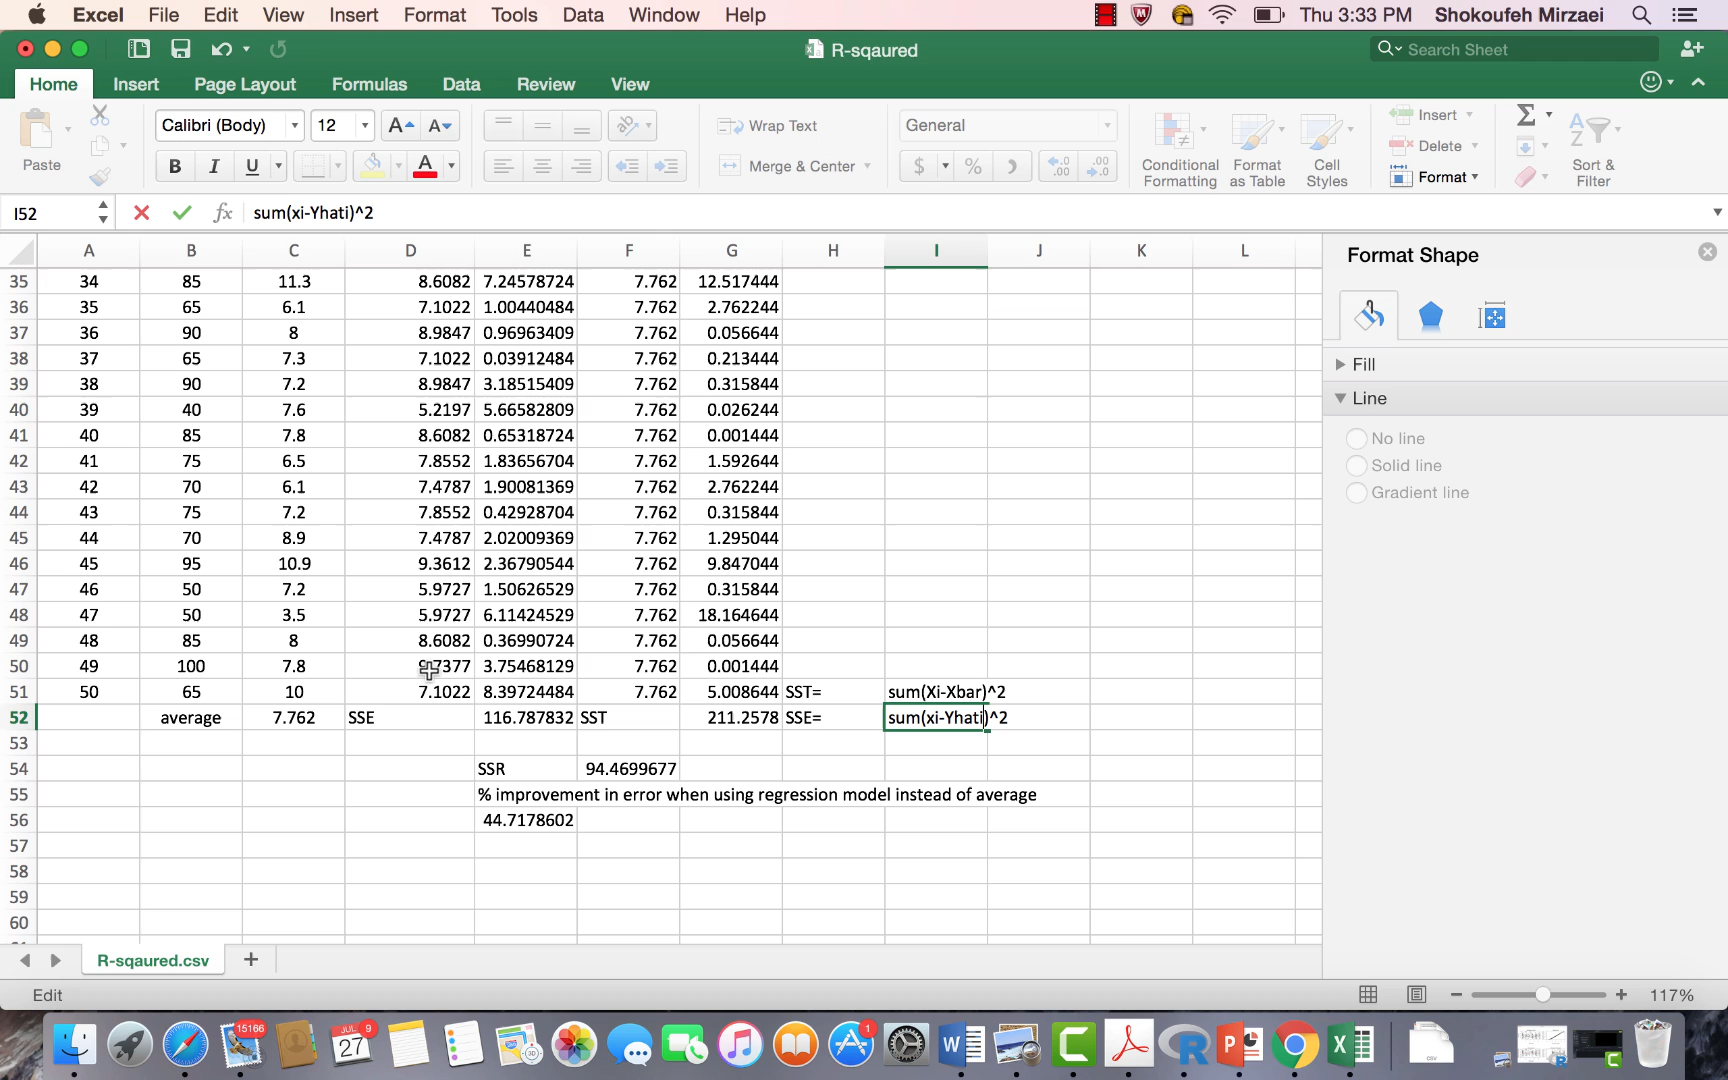 Excel File Edit View Insert Format Tools Data Window Help Thu 3:33 PM Shokoufeh Mirzaei
R-sqaured Search Sheet
Home Insert Page Layout Formulas Data Review View
Paste Calibri (Body) 12 A A Wrap Text General Insert
B I U A Merge & Center $ % Conditional Formatting Format as Table Cell Styles Delete Format Sort & Filter
I52 fx sum(xi-Yhati)^2
A B C D E F G H I J K L
35 34 85 11.3 8.6082 7.24578724 7.762 12.517444
36 35 65 6.1 7.1022 1.00440484 7.762 2.762244
37 36 90 8 8.9847 0.96963409 7.762 0.056644
38 37 65 7.3 7.1022 0.03912484 7.762 0.213444
39 38 90 7.2 8.9847 3.18515409 7.762 0.315844
40 39 40 7.6 5.2197 5.66582809 7.762 0.026244
41 40 85 7.8 8.6082 0.65318724 7.762 0.001444
42 41 75 6.5 7.8552 1.83656704 7.762 1.592644
43 42 70 6.1 7.4787 1.90081369 7.762 2.762244
44 43 75 7.2 7.8552 0.42928704 7.762 0.315844
45 44 70 8.9 7.4787 2.02009369 7.762 1.295044
46 45 95 10.9 9.3612 2.36790544 7.762 9.847044
47 46 50 7.2 5.9727 1.50626529 7.762 0.315844
48 47 50 3.5 5.9727 6.11424529 7.762 18.164644
49 48 85 8 8.6082 0.36990724 7.762 0.056644
50 49 100 7.8 7377 3.75468129 7.762 0.001444
51 50 65 10 7.1022 8.39724484 7.762 5.008644 SST= sum(Xi-Xbar)^2
52 average 7.762 SSE 116.787832 SST 211.2578 SSE= sum(xi-Yhati)^2
53
54 SSR 94.4699677
55 % improvement in error when using regression model instead of average
56 44.7178602
57
58
59
60
Format Shape
Fill
Line
No line
Solid line
Gradient line
R-sqaured.csv
Edit 117%
15166 JUL 27 9 1